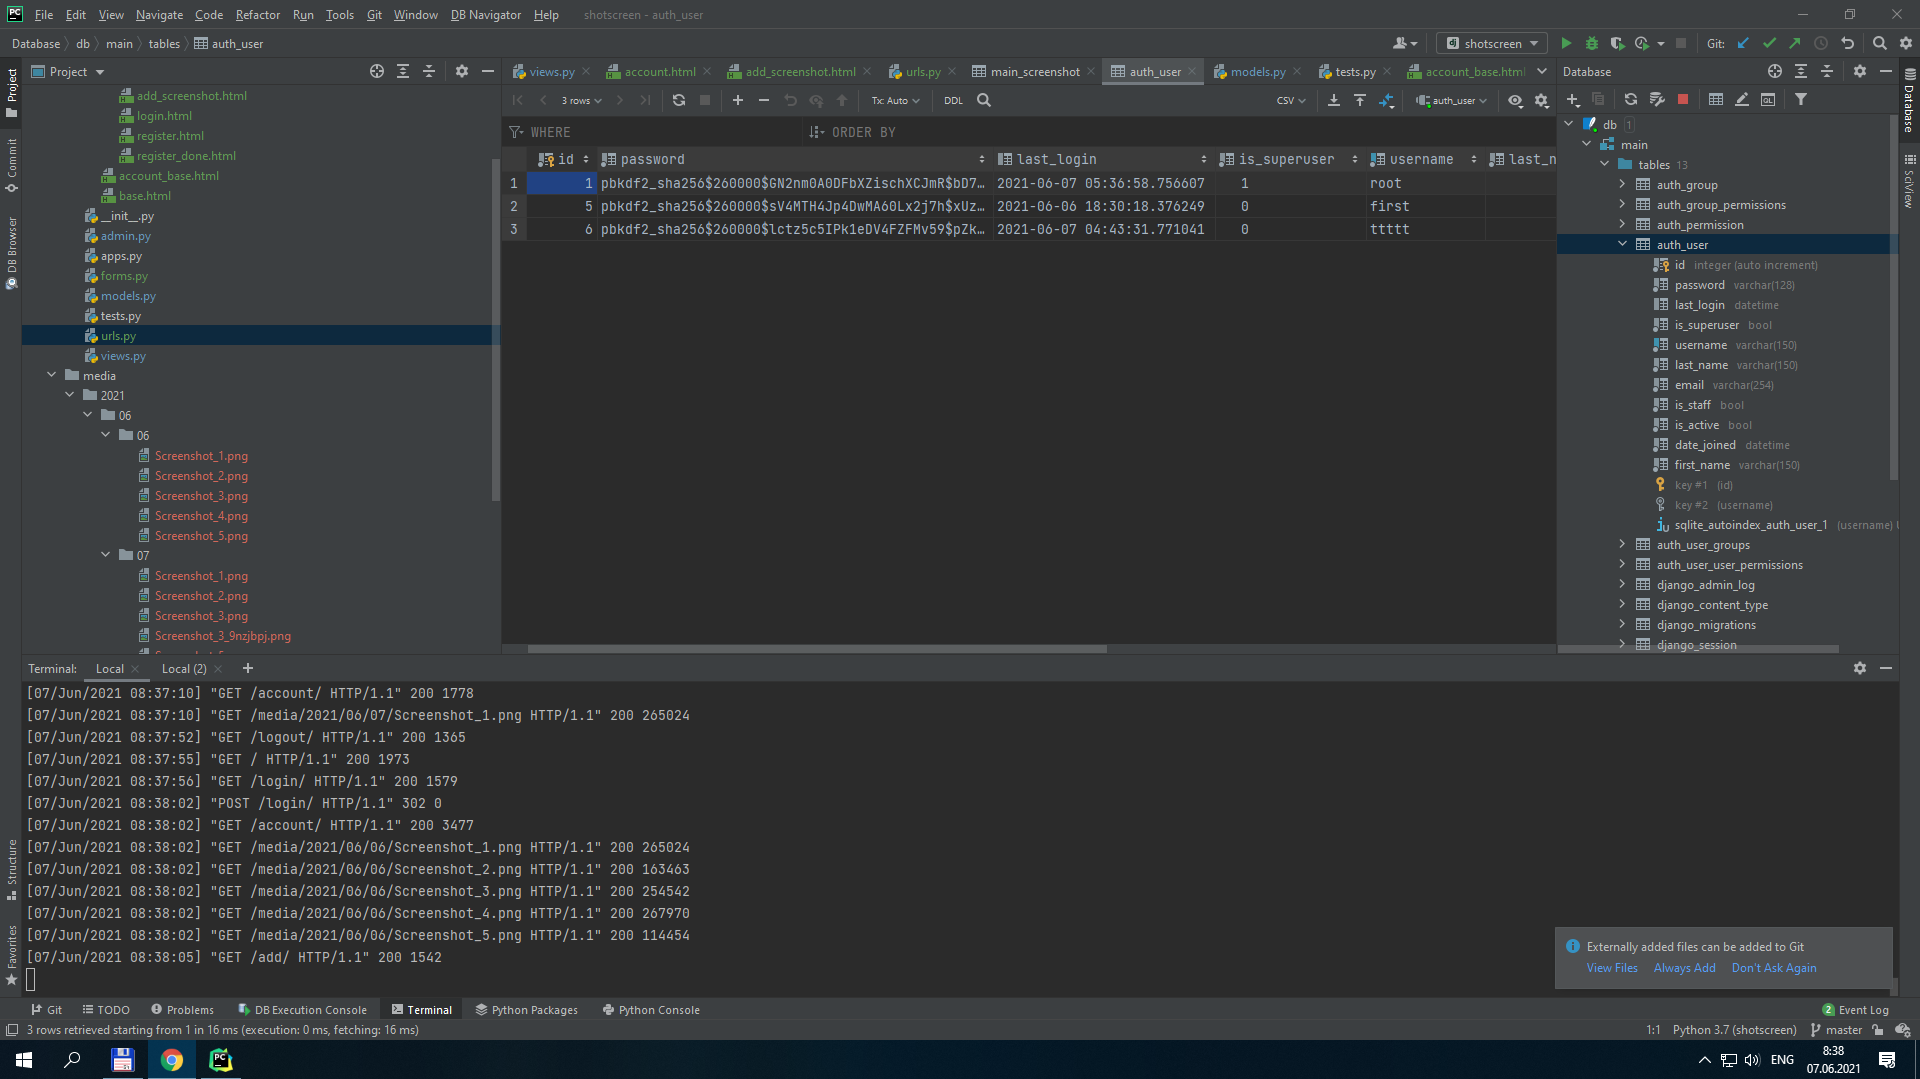 PC File Edit View Navigate Code Refactor Run Tools Git Window DB Navigator Help shotscreen - auth_user
Database db main tables auth_user
shotscreen Git:
Project
views.py account.html add_screenshot.html urls.py main_screenshot auth_user models.py tests.py account_base.html
Database
3 rows Tx: Auto DDL CSV auth_user
WHERE ORDER BY
id password last_login is_superuser username last_n
1 1 pbkdf2_sha256$260000$GN2nm0A0DFbXZischXCJmR$bD7… 2021-06-07 05:36:58.756607 1 root
2 5 pbkdf2_sha256$260000$sV4MTH4Jp4DwMA60Lx2j7h$xUz… 2021-06-06 18:30:18.376249 0 first
3 6 pbkdf2_sha256$260000$lctz5c5IPk1eDV4FZFMv59$pZk… 2021-06-07 04:43:31.771041 0 ttttt
Project
Commit
DB Browser
Structure
Favorites
add_screenshot.html
login.html
register.html
register_done.html
account_base.html
base.html
__init__.py
admin.py
apps.py
forms.py
models.py
tests.py
urls.py
views.py
media
2021
06
06
Screenshot_1.png
Screenshot_2.png
Screenshot_3.png
Screenshot_4.png
Screenshot_5.png
07
Screenshot_1.png
Screenshot_2.png
Screenshot_3.png
Screenshot_3_9nzjbpj.png
db 1
main
tables 13
auth_group
auth_group_permissions
auth_permission
auth_user
id integer (auto increment)
password varchar(128)
last_login datetime
is_superuser bool
username varchar(150)
last_name varchar(150)
email varchar(254)
is_staff bool
is_active bool
date_joined datetime
first_name varchar(150)
key #1 (id)
key #2 (username)
sqlite_autoindex_auth_user_1 (username)
auth_user_groups
auth_user_user_permissions
django_admin_log
django_content_type
django_migrations
django_session
Database
SciView
Terminal: Local Local (2)
[07/Jun/2021 08:37:10] "GET /account/ HTTP/1.1" 200 1778
[07/Jun/2021 08:37:10] "GET /media/2021/06/07/Screenshot_1.png HTTP/1.1" 200 265024
[07/Jun/2021 08:37:52] "GET /logout/ HTTP/1.1" 200 1365
[07/Jun/2021 08:37:55] "GET / HTTP/1.1" 200 1973
[07/Jun/2021 08:37:56] "GET /login/ HTTP/1.1" 200 1579
[07/Jun/2021 08:38:02] "POST /login/ HTTP/1.1" 302 0
[07/Jun/2021 08:38:02] "GET /account/ HTTP/1.1" 200 3477
[07/Jun/2021 08:38:02] "GET /media/2021/06/06/Screenshot_1.png HTTP/1.1" 200 265024
[07/Jun/2021 08:38:02] "GET /media/2021/06/06/Screenshot_2.png HTTP/1.1" 200 163463
[07/Jun/2021 08:38:02] "GET /media/2021/06/06/Screenshot_3.png HTTP/1.1" 200 254542
[07/Jun/2021 08:38:02] "GET /media/2021/06/06/Screenshot_4.png HTTP/1.1" 200 267970
[07/Jun/2021 08:38:02] "GET /media/2021/06/06/Screenshot_5.png HTTP/1.1" 200 114454
[07/Jun/2021 08:38:05] "GET /add/ HTTP/1.1" 200 1542
Externally added files can be added to Git
View Files Always Add Don't Ask Again
Git TODO Problems DB Execution Console Terminal Python Packages Python Console 2 Event Log
3 rows retrieved starting from 1 in 16 ms (execution: 0 ms, fetching: 16 ms) 1:1 Python 3.7 (shotscreen) master
PC ENG 8:38
07.06.2021